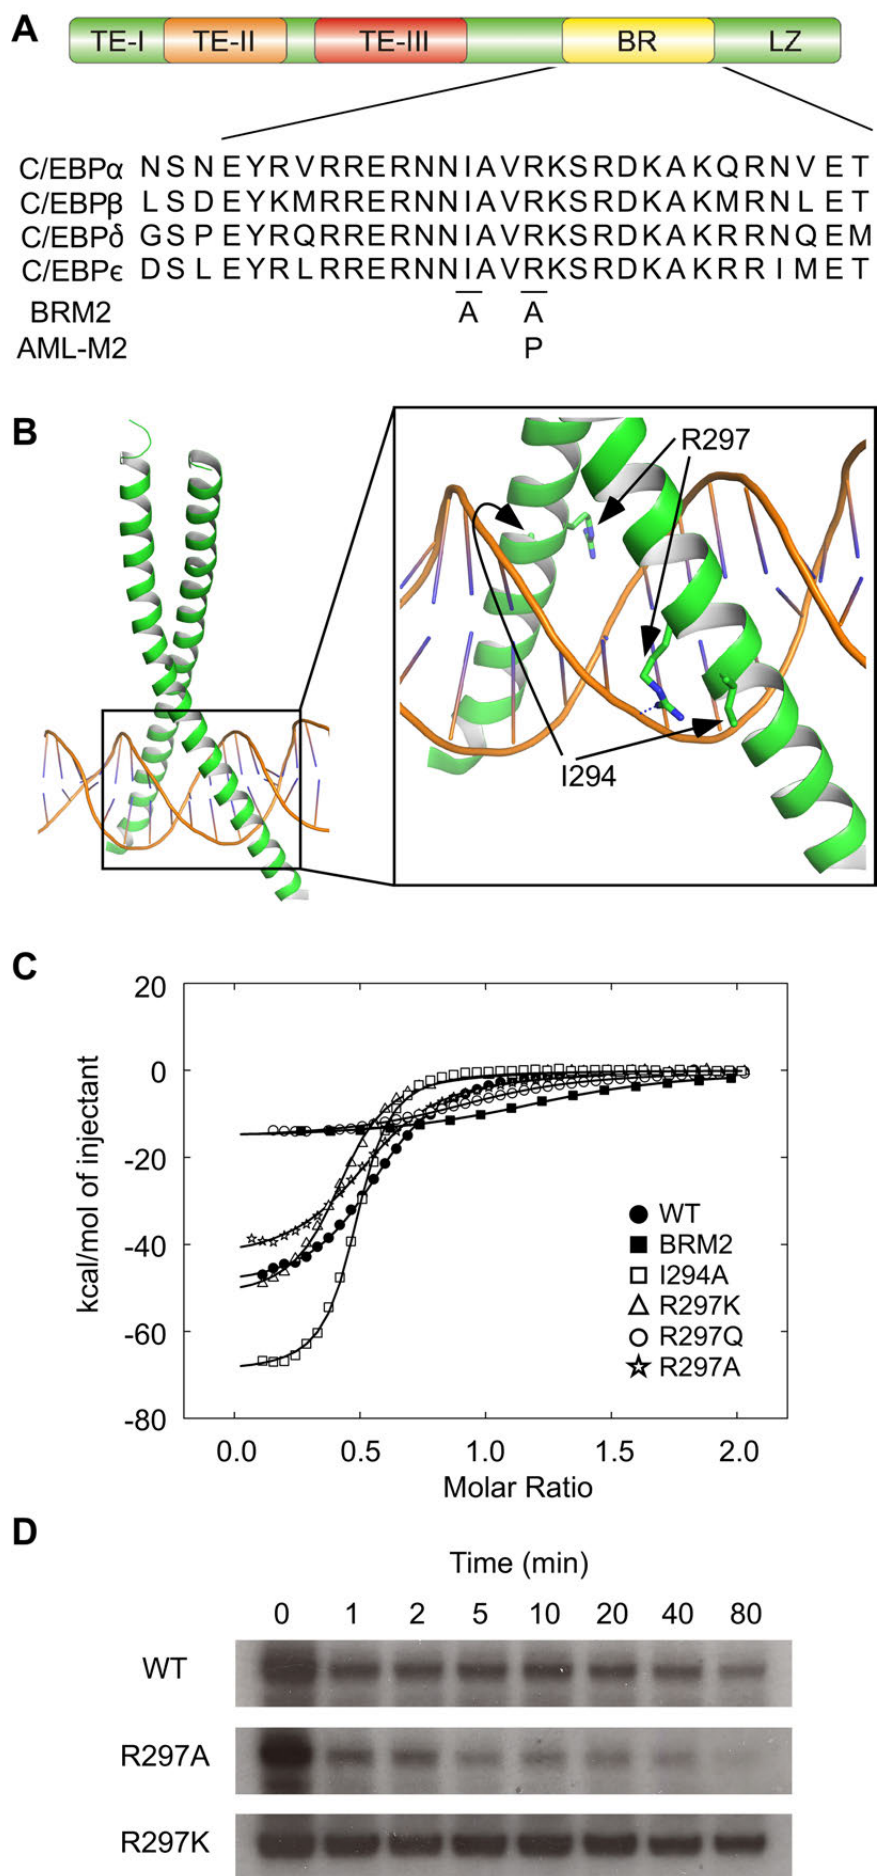 A
TE-I TE-II TE-III BR LZ
C/EBPα N S N E Y R V R R E R N N I A V R K S R D K A K Q R N V E T
C/EBPβ L S D E Y K M R R E R N N I A V R K S R D K A K M R N L E T
C/EBPδ G S P E Y R Q R R E R N N I A V R K S R D K A K R R N Q E M
C/EBPϵ D S L E Y R L R R E R N N I A V R K S R D K A K R R I M E T
BRM2 A A
AML-M2 P
B
R297
I294
C
kcal/mol of injectant
20
0
-20
-40
-60
-80
WT
BRM2
I294A
R297K
R297Q
R297A
0.0 0.5 1.0 1.5 2.0
Molar Ratio
D
Time (min)
0 1 2 5 10 20 40 80
WT
R297A
R297K